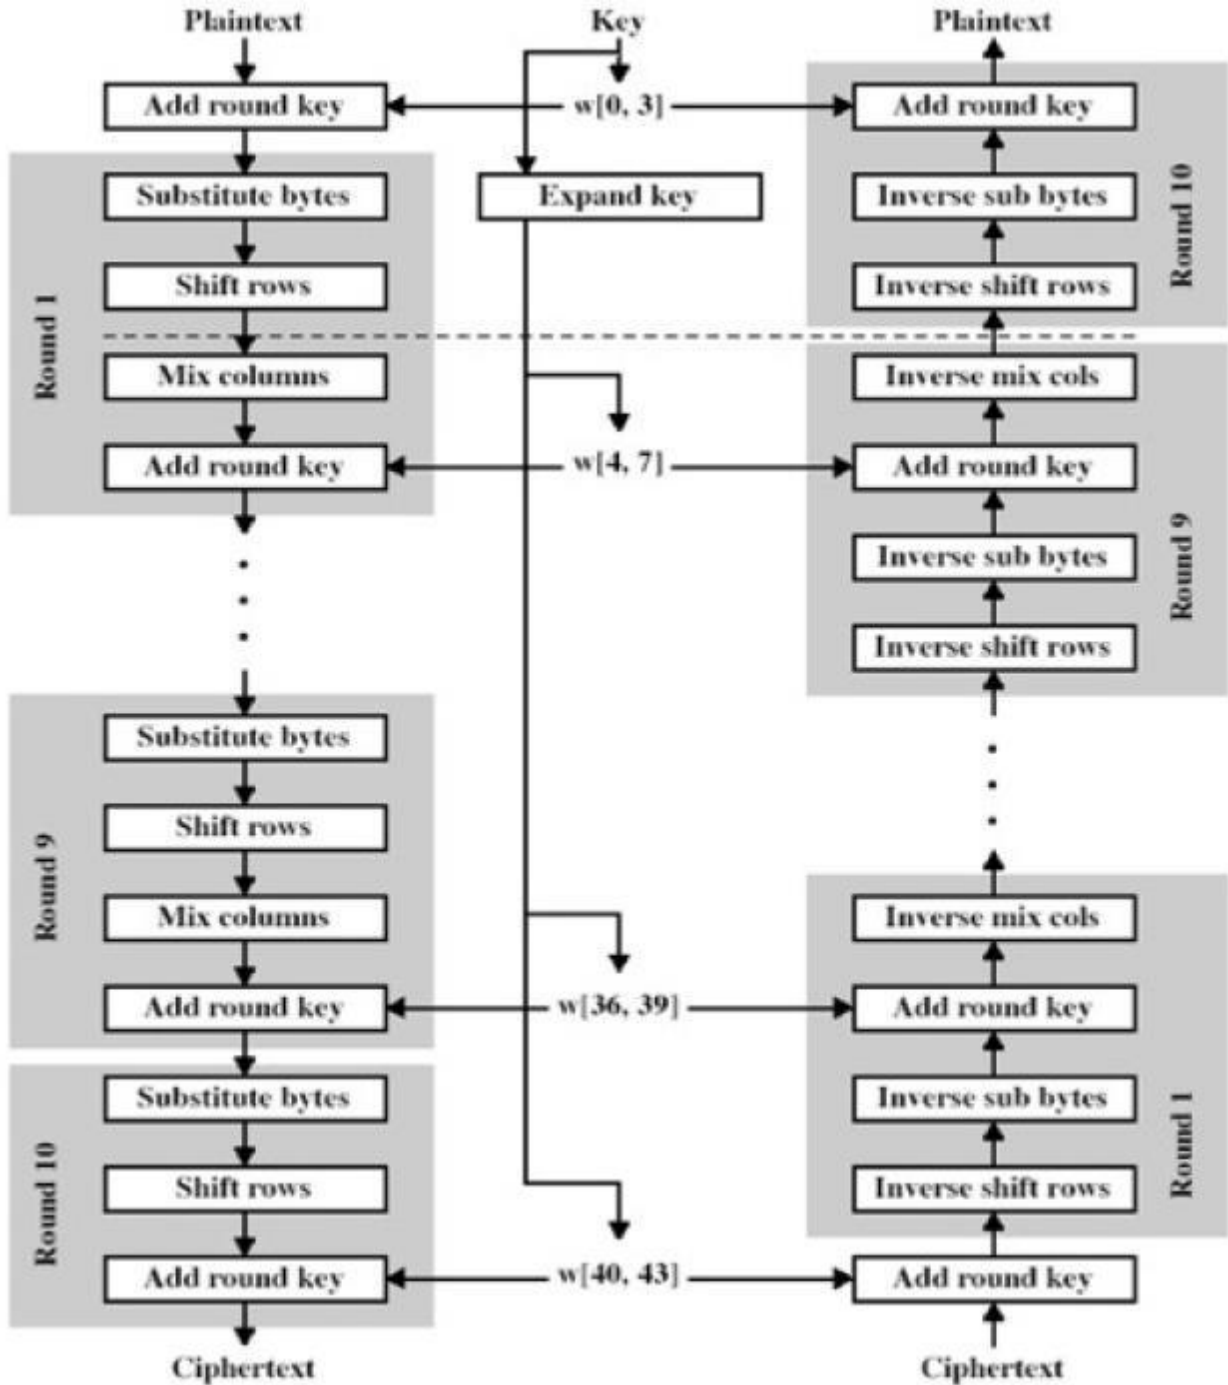 Plaintext
Key
Plaintext
Add round key
w[0, 3]
Add round key
Substitute bytes
Expand key
Inverse sub bytes
Round 10
Shift rows
Inverse shift rows
Round 1
Mix columns
Inverse mix cols
Add round key
w[4, 7]
Add round key
Inverse sub bytes
Round 9
Inverse shift rows
Substitute bytes
Shift rows
Round 9
Mix columns
Inverse mix cols
Add round key
w[36, 39]
Add round key
Substitute bytes
Inverse sub bytes
Round 10
Round 1
Shift rows
Inverse shift rows
Add round key
w[40, 43]
Add round key
Ciphertext
Ciphertext